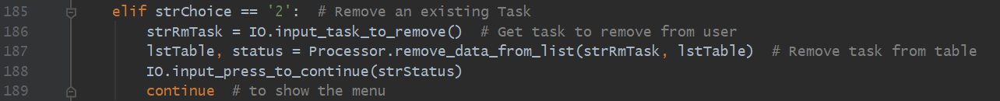 185 elif strChoice == '2':  # Remove an existing Task
186 strRmTask = IO.input_task_to_remove()  # Get task to remove from user
187 lstTable, status = Processor.remove_data_from_list(strRmTask, lstTable)  # Remove task from table
188 IO.input_press_to_continue(strStatus)
189 continue  # to show the menu